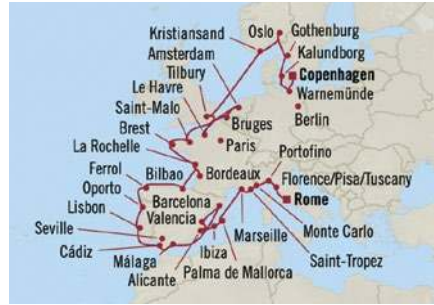 Oslo
Gothenburg
Kristiansand
Kalundborg
Amsterdam
Copenhagen
Tilbury
Le Havre
Warnemünde
Saint-Malo
Bruges
Berlin
Brest
Paris
La Rochelle
Portofino
Ferrol
Bilbao
Bordeaux
Florence/Pisa/Tuscany
Oporto
Barcelona
Rome
Lisbon
Valencia
Seville
Marseille
Monte Carlo
Cádiz
Ibiza
Saint-Tropez
Málaga
Palma de Mallorca
Alicante